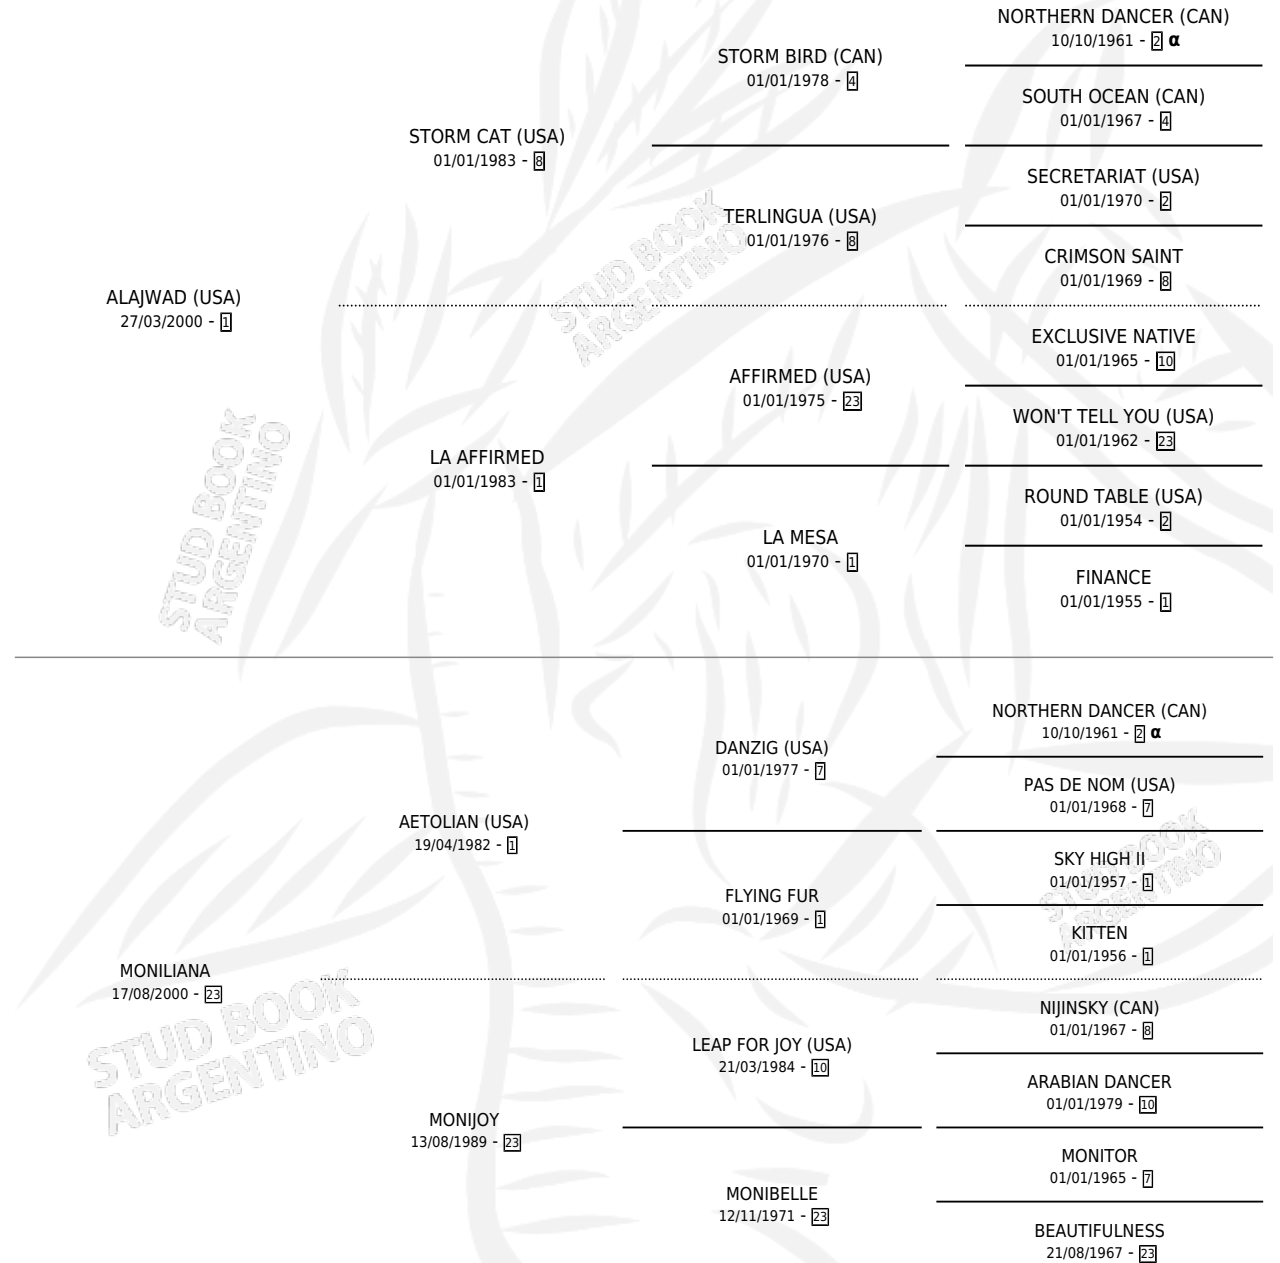 NORTHERN DANCER (CAN)
10/10/1961 - 2 α
STORM BIRD (CAN)
01/01/1978 - 4
SOUTH OCEAN (CAN)
01/01/1967 - 4
STORM CAT (USA)
01/01/1983 - 8
SECRETARIAT (USA)
01/01/1970 - 2
TERLINGUA (USA)
01/01/1976 - 8
CRIMSON SAINT
01/01/1969 - 8
ALAJWAD (USA)
27/03/2000 - 1
EXCLUSIVE NATIVE
01/01/1965 - 10
AFFIRMED (USA)
01/01/1975 - 23
WON'T TELL YOU (USA)
01/01/1962 - 23
LA AFFIRMED
01/01/1983 - 1
ROUND TABLE (USA)
01/01/1954 - 2
LA MESA
01/01/1970 - 1
FINANCE
01/01/1955 - 1
NORTHERN DANCER (CAN)
10/10/1961 - 2 α
DANZIG (USA)
01/01/1977 - 7
PAS DE NOM (USA)
01/01/1968 - 7
AETOLIAN (USA)
19/04/1982 - 1
SKY HIGH II
01/01/1957 - 1
FLYING FUR
01/01/1969 - 1
KITTEN
01/01/1956 - 1
MONILIANA
17/08/2000 - 23
NIJINSKY (CAN)
01/01/1967 - 8
LEAP FOR JOY (USA)
21/03/1984 - 10
ARABIAN DANCER
01/01/1979 - 10
MONIJOY
13/08/1989 - 23
MONITOR
01/01/1965 - 7
MONIBELLE
12/11/1971 - 23
BEAUTIFULNESS
21/08/1967 - 23
STUD BOOK
ARGENTINO
STUD BOOK
ARGENTINO
STUD BOOK
ARGENTINO
STUD BOOK
ARGENTINO